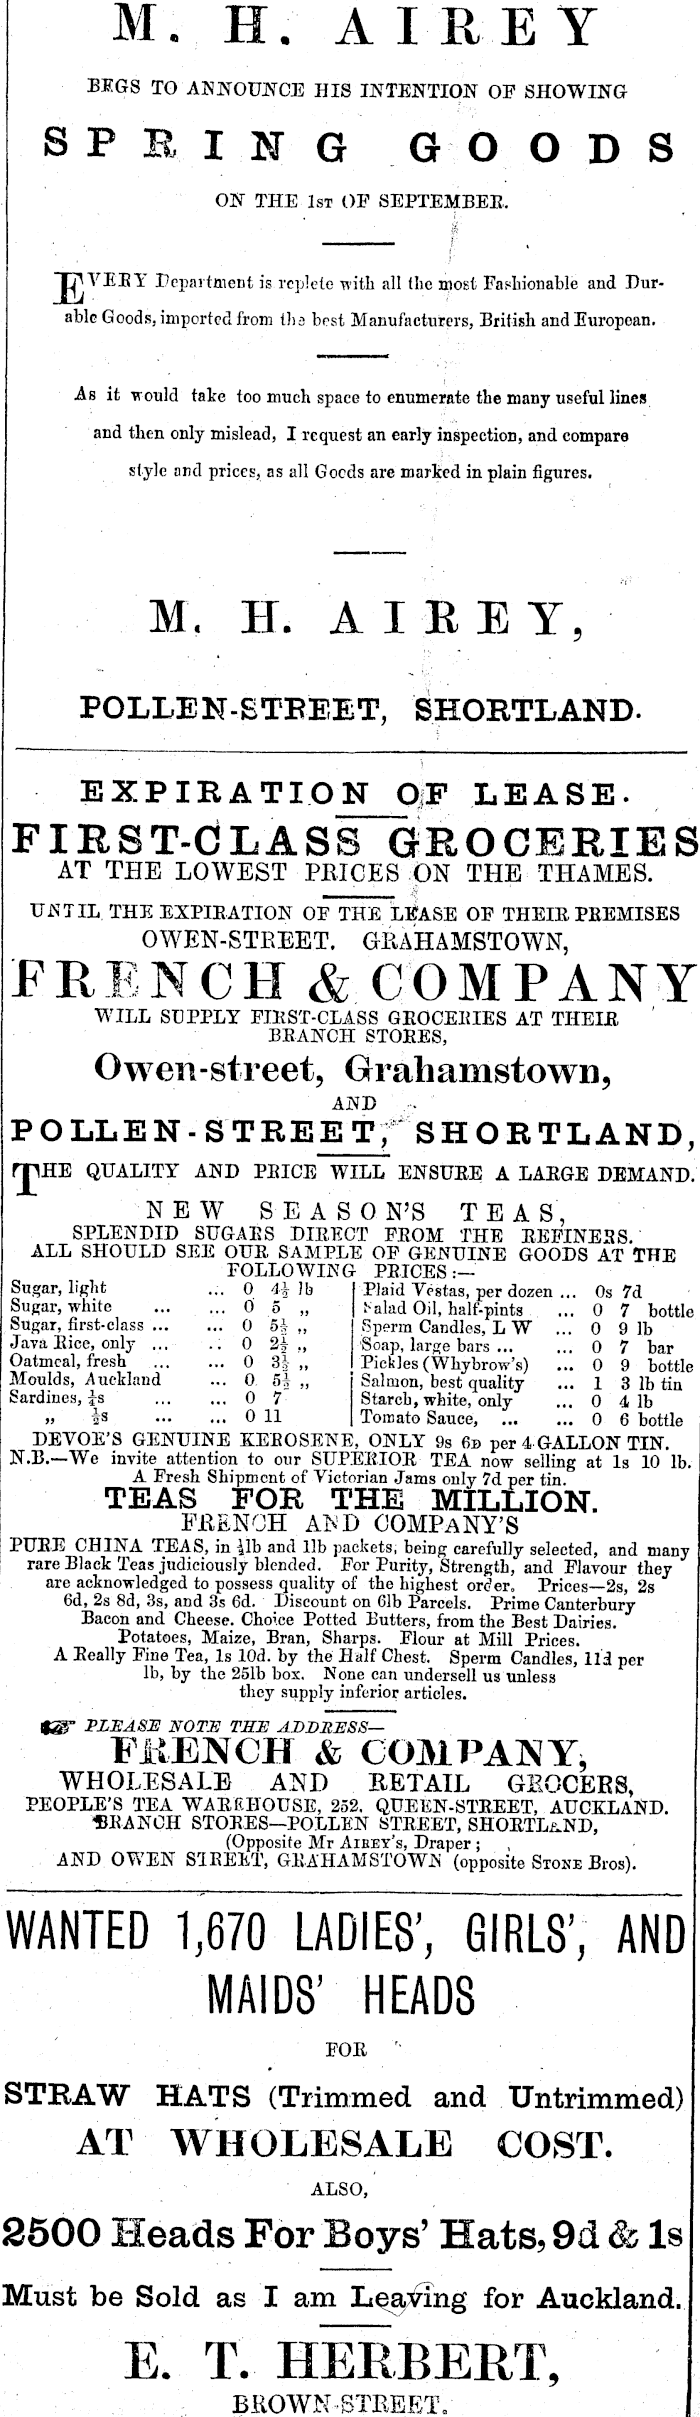 M. H. AIREY
BEGS TO ANNOUNCE HIS INTENTION OF SHOWING
SPRING GOODS
ON THE 1ST OF SEPTEMBER.
EVERY Department is replete with all the most Fashionable and Dur-
able Goods, imported from the best Manufacturers, British and European.
As it would take too much space to enumerate the many useful lines
and then only mislead, I request an early inspection, and compare
style and prices, as all Goods are marked in plain figures.
M. H. AIREY,
POLLEN-STREET, SHORTLAND.
EXPIRATION OF LEASE.
FIRST-CLASS GROCERIES
AT THE LOWEST PRICES ON THE THAMES.
UNTIL THE EXPIRATION OF THE LEASE OF THEIR PREMISES
OWEN-STREET, GRAHAMSTOWN,
FRENCH & COMPANY
WILL SUPPLY FIRST-CLASS GROCERIES AT THEIR
BRANCH STORES,
Owen-street, Grahamstown,
AND
POLLEN-STREET, SHORTLAND,
THE QUALITY AND PRICE WILL ENSURE A LARGE DEMAND.
NEW SEASON'S TEAS,
SPLENDID SUGARS DIRECT FROM THE REFINERS.
ALL SHOULD SEE OUR SAMPLE OF GENUINE GOODS AT THE
FOLLOWING PRICES:—
Sugar, light ... 0 4½ lb
Sugar, white ... ... 0 5 „
Sugar, first-class ... ... 0 5½ „
Java Rice, only ... ... 0 2½ „
Oatmeal, fresh ... ... 0 3½ „
Moulds, Auckland ... 0 5½ „
Sardines, ¼s ... ... 0 7
„ ½s ... ... 0 11
Plaid Vestas, per dozen ... 0s 7d
Salad Oil, half-pints ... 0 7 bottle
Sperm Candles, L W ... 0 9 lb
Soap, large bars ... ... 0 7 bar
Pickles (Whybrow's) ... 0 9 bottle
Salmon, best quality ... 1 3 lb tin
Starch, white, only ... 0 4 lb
Tomato Sauce, ... ... 0 6 bottle
DEVOE'S GENUINE KEROSENE, ONLY 9s 6D per 4 GALLON TIN.
N.B.—We invite attention to our SUPERIOR TEA now selling at 1s 10 lb.
A Fresh Shipment of Victorian Jams only 7d per tin.
TEAS FOR THE MILLION.
FRENCH AND COMPANY'S
PURE CHINA TEAS, in ½lb and 1lb packets, being carefully selected, and many
rare Black Teas judiciously blended. For Purity, Strength, and Flavour they
are acknowledged to possess quality of the highest order. Prices—2s, 2s
6d, 2s 8d, 3s, and 3s 6d. Discount on 6lb Parcels. Prime Canterbury
Bacon and Cheese. Choice Potted Butters, from the Best Dairies.
Potatoes, Maize, Bran, Sharps. Flour at Mill Prices.
A Really Fine Tea, 1s 10d. by the Half Chest. Sperm Candles, 11d per
lb, by the 25lb box. None can undersell us unless
they supply inferior articles.
☞ PLEASE NOTE THE ADDRESS—
FRENCH & COMPANY,
WHOLESALE AND RETAIL GROCERS,
PEOPLE'S TEA WAREHOUSE, 252, QUEEN-STREET, AUCKLAND.
BRANCH STORES—POLLEN STREET, SHORTLAND,
(Opposite Mr AIREY'S, Draper;
AND OWEN STREET, GRAHAMSTOWN (opposite STONE Bros).
WANTED 1,670 LADIES', GIRLS', AND
MAIDS' HEADS
FOR
STRAW HATS (Trimmed and Untrimmed)
AT WHOLESALE COST.
ALSO,
2500 Heads For Boys' Hats, 9d & 1s
Must be Sold as I am Leaving for Auckland.
E. T. HERBERT,
BROWN-STREET.